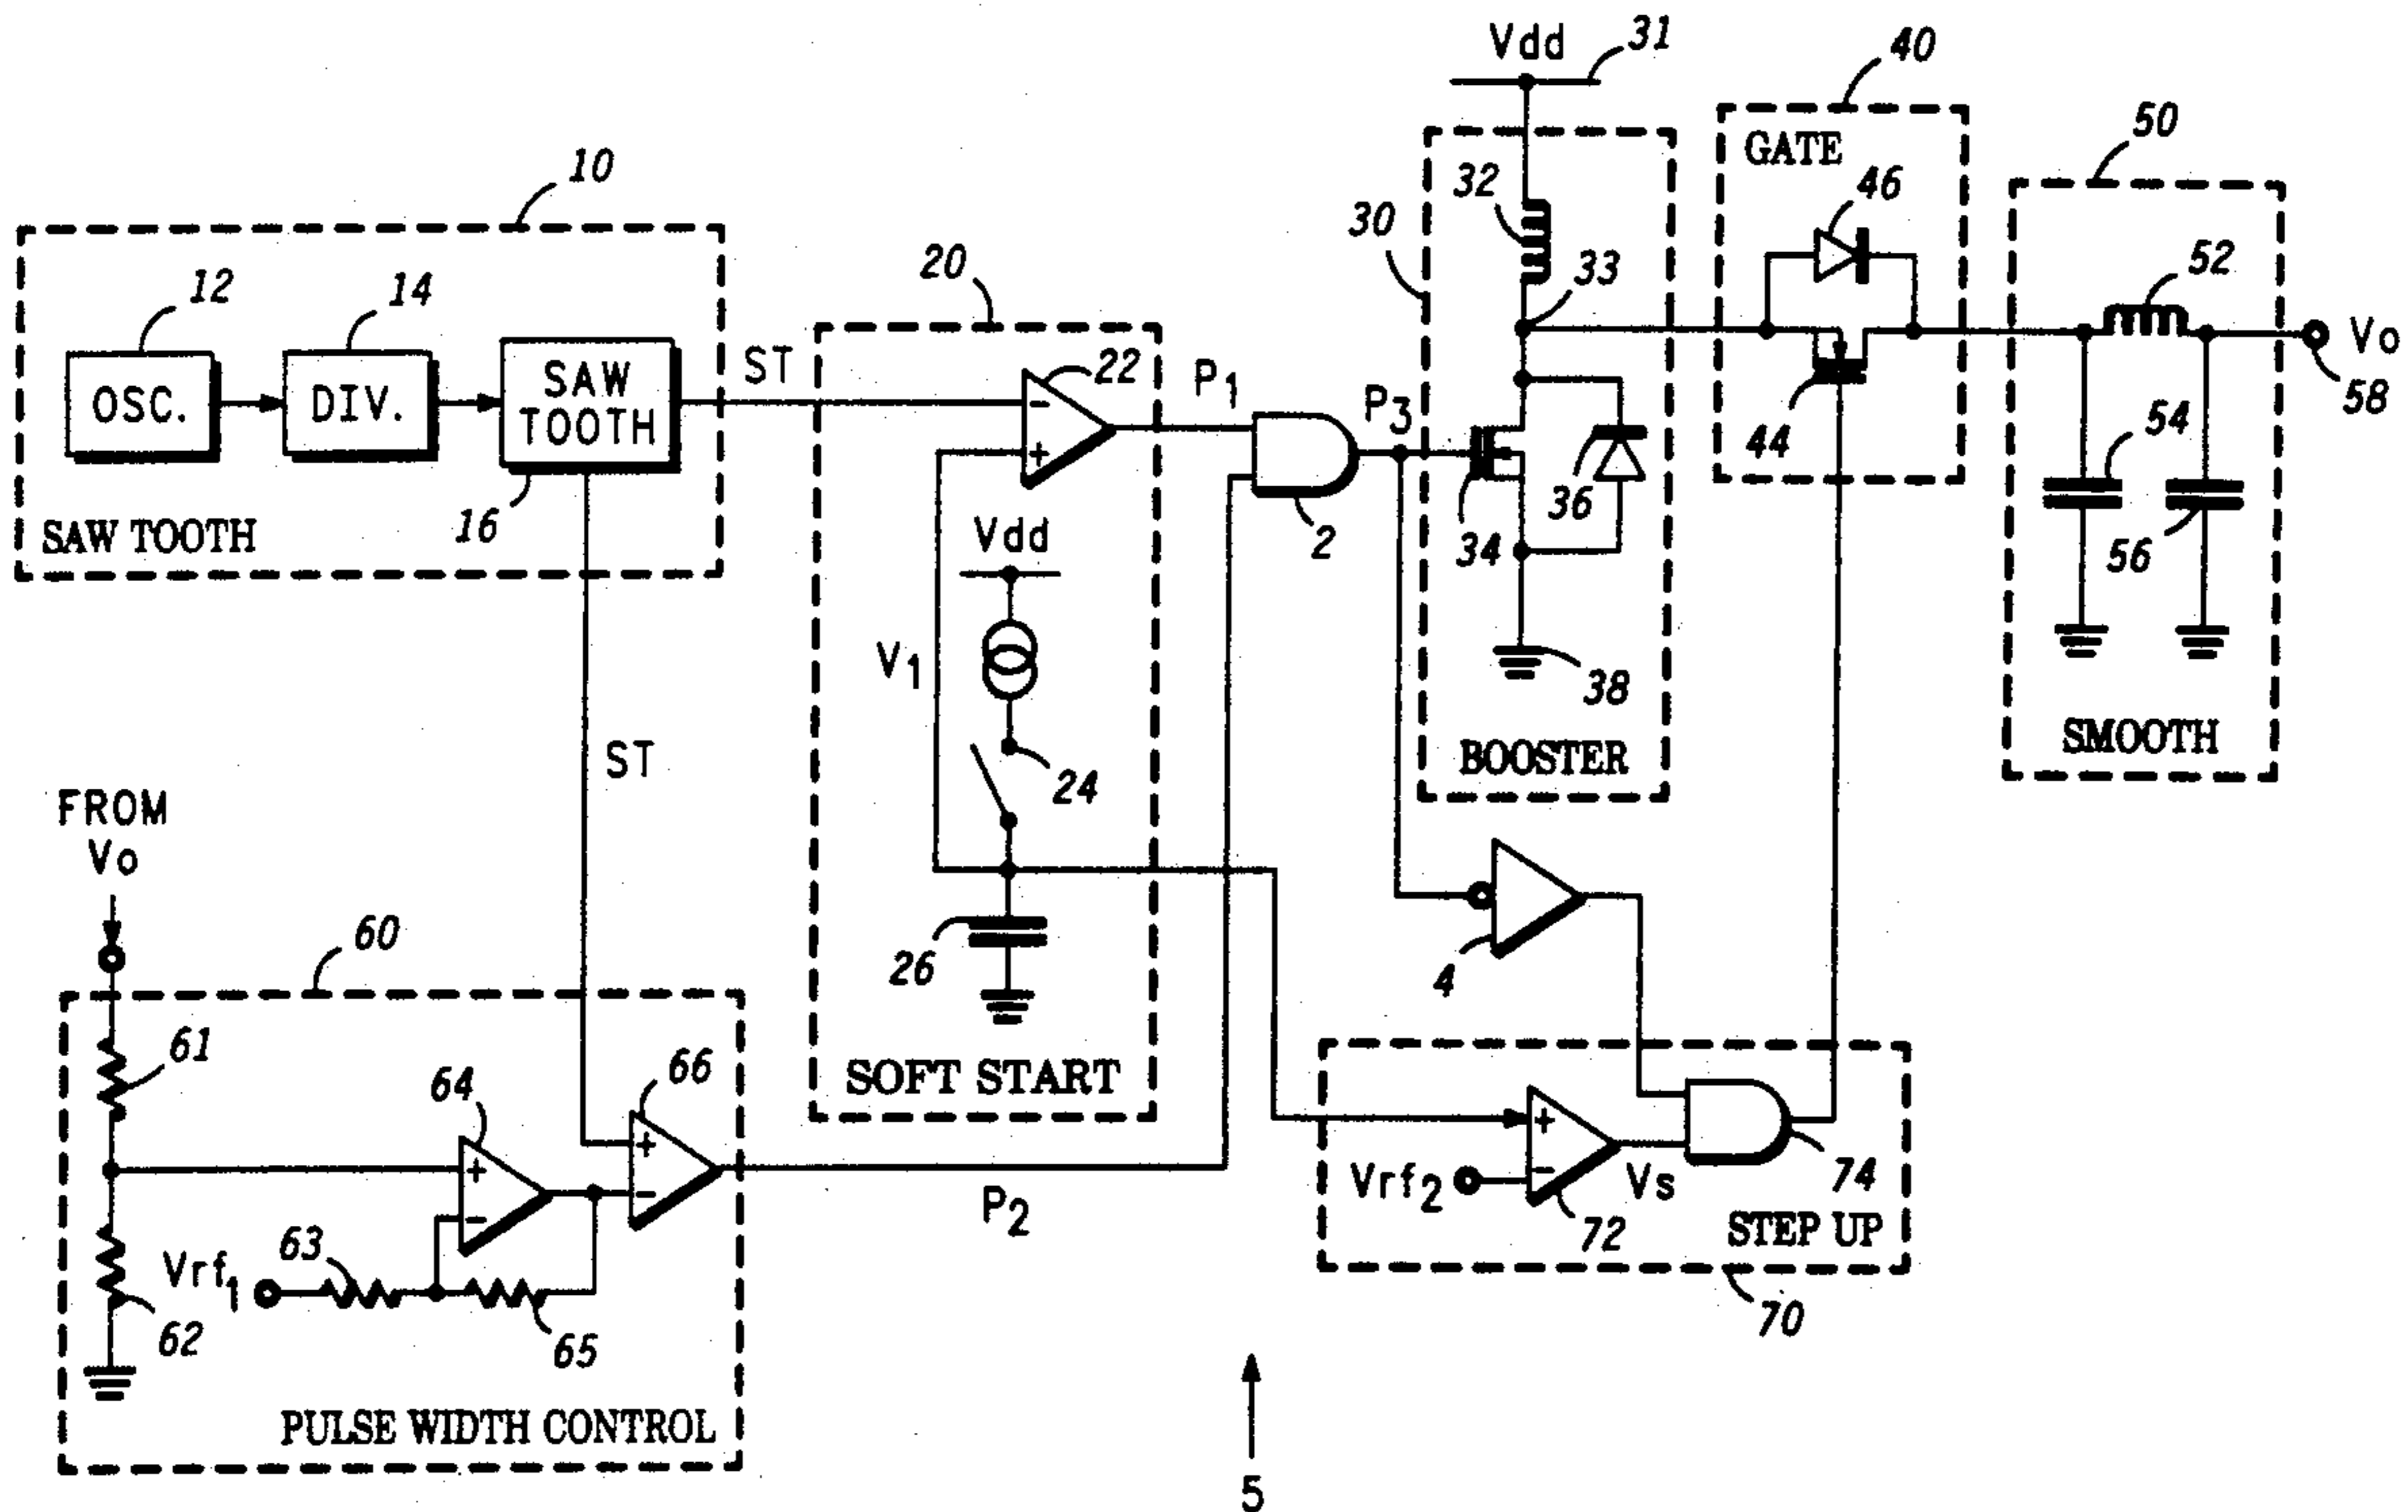 Vdd
31
40
GATE
50
10
32
46
30
33
52
20
12
14
OSC.
DIV.
SAW
TOOTH
ST
22
P1
P3
Vo
58
44
54
16
SAW TOOTH
-
+
2
34
36
56
Vdd
V1
38
SMOOTH
BOOSTER
ST
24
FROM
Vo
60
26
4
61
SOFT START
64
66
+
-
+
-
+
-
Vrf2
Vs
74
72
STEP UP
P2
63
Vrf1
62
65
70
PULSE WIDTH CONTROL
5